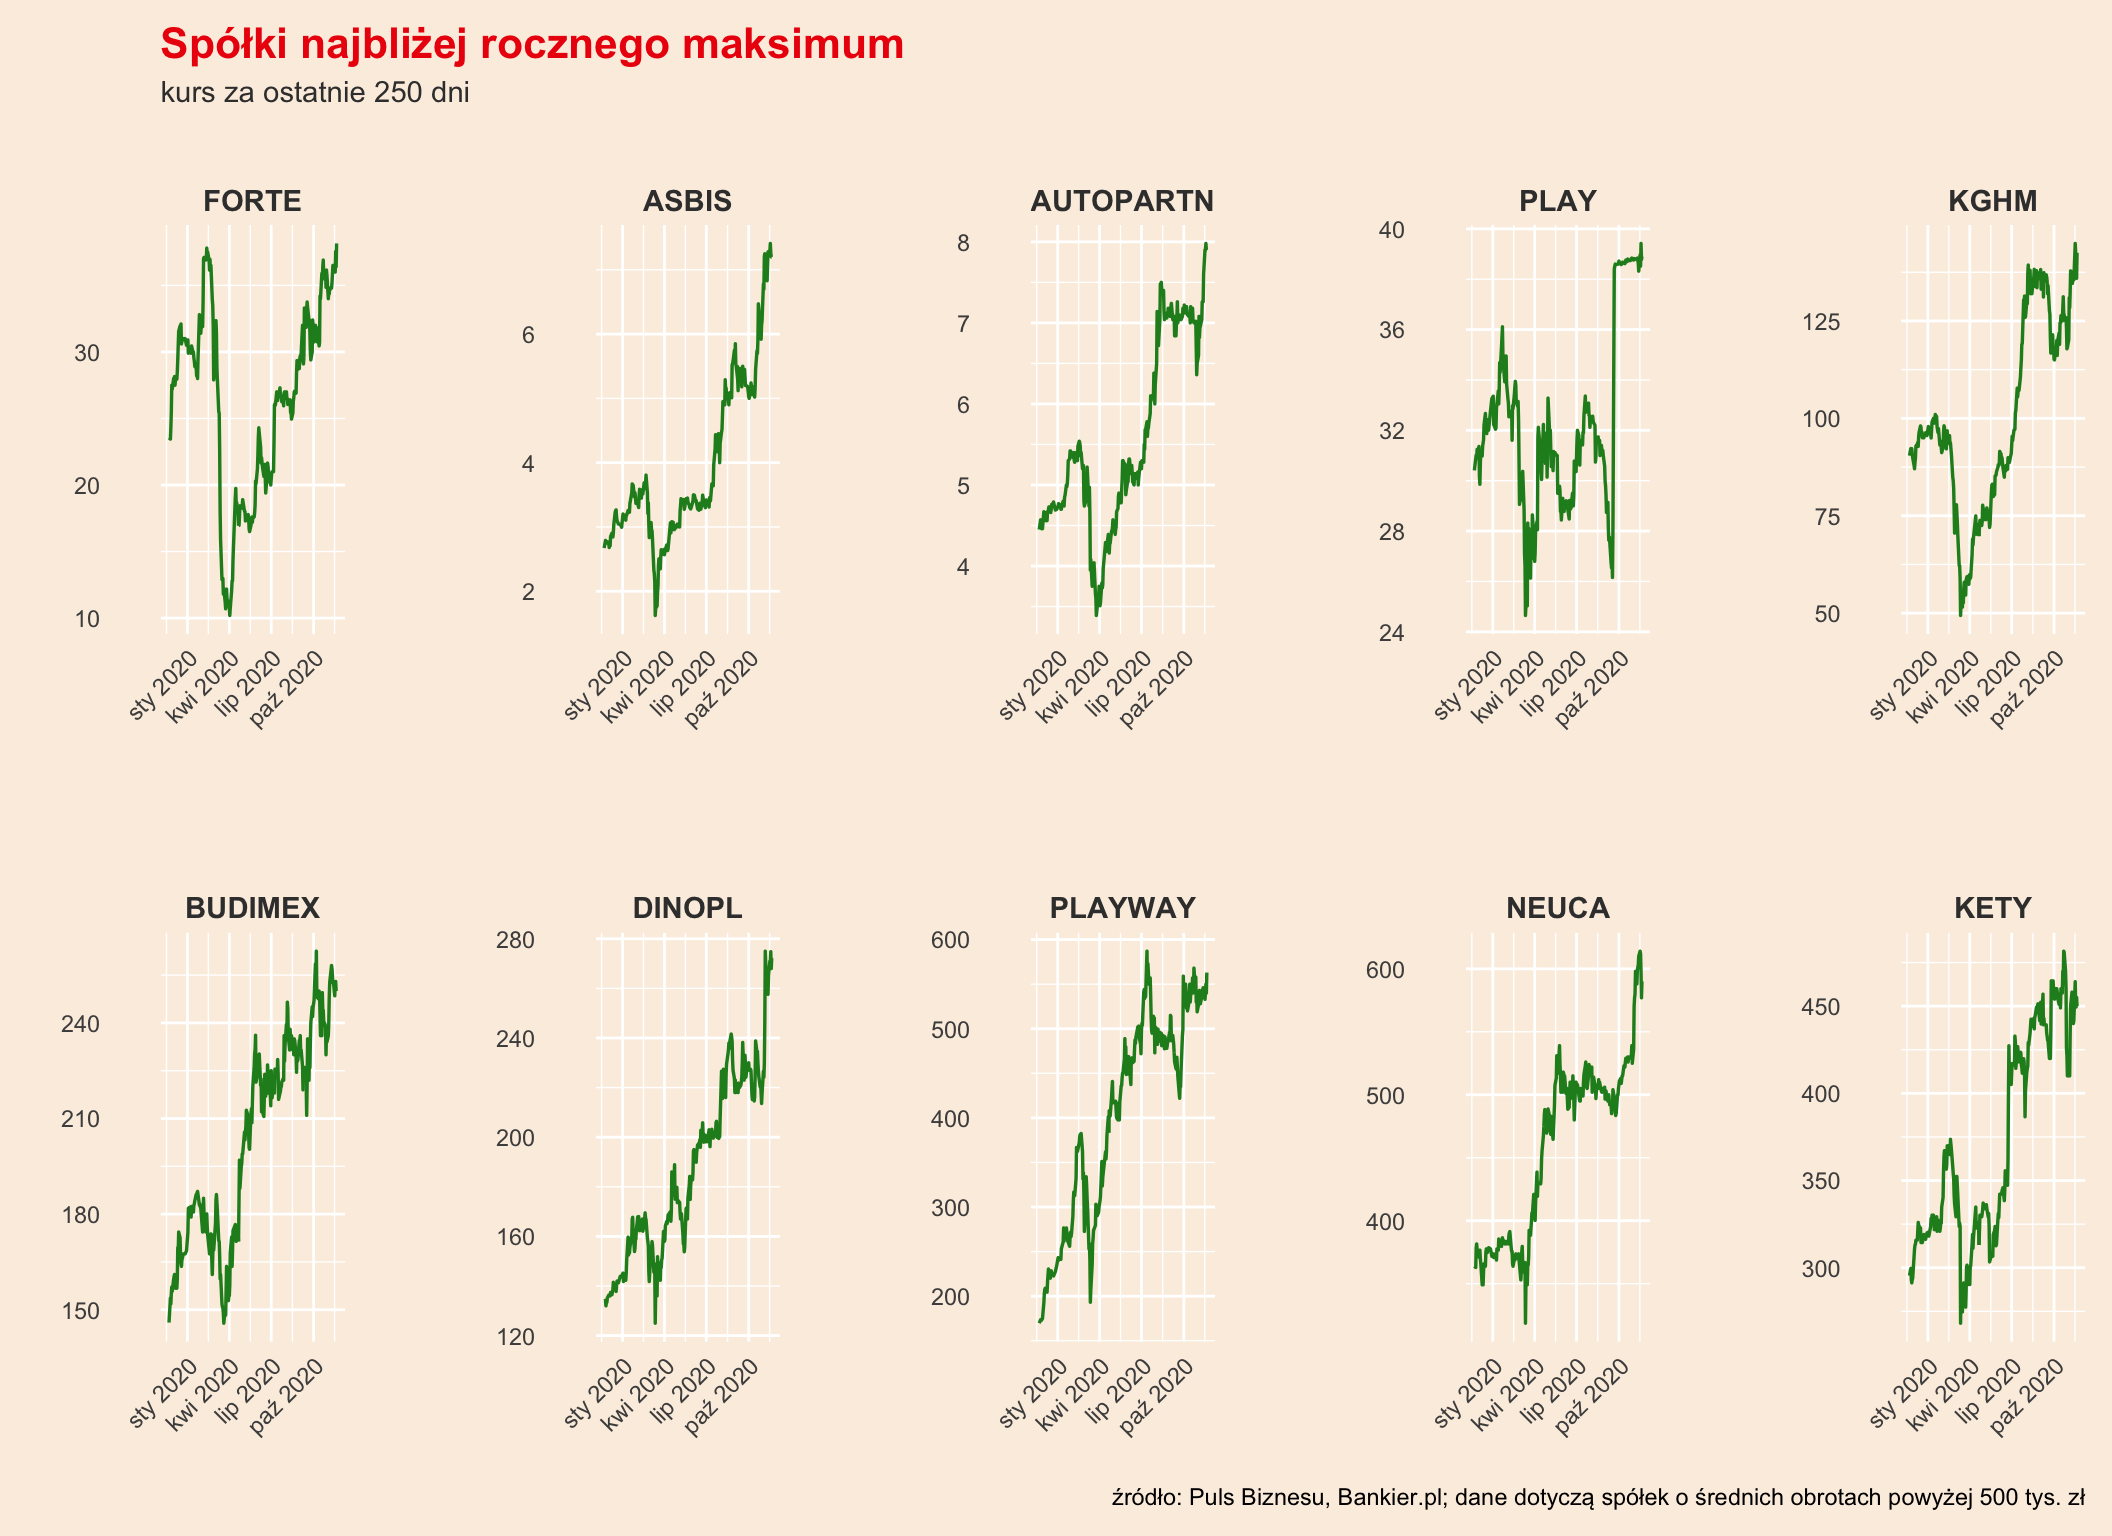 Spółki najbliżej rocznego maksimum
kurs za ostatnie 250 dni
FORTE
ASBIS
AUTOPARTN
PLAY
KGHM
30
20
10
6
4
2
8
7
6
5
4
40
36
32
28
24
125
100
75
50
sty 2020
kwi 2020
lip 2020
paź 2020
sty 2020
kwi 2020
lip 2020
paź 2020
sty 2020
kwi 2020
lip 2020
paź 2020
sty 2020
kwi 2020
lip 2020
paź 2020
sty 2020
kwi 2020
lip 2020
paź 2020
BUDIMEX
DINOPL
PLAYWAY
NEUCA
KETY
240
210
180
150
280
240
200
160
120
600
500
400
300
200
600
500
400
450
400
350
300
sty 2020
kwi 2020
lip 2020
paź 2020
sty 2020
kwi 2020
lip 2020
paź 2020
sty 2020
kwi 2020
lip 2020
paź 2020
sty 2020
kwi 2020
lip 2020
paź 2020
sty 2020
kwi 2020
lip 2020
paź 2020
źródło: Puls Biznesu, Bankier.pl; dane dotyczą spółek o średnich obrotach powyżej 500 tys. zł